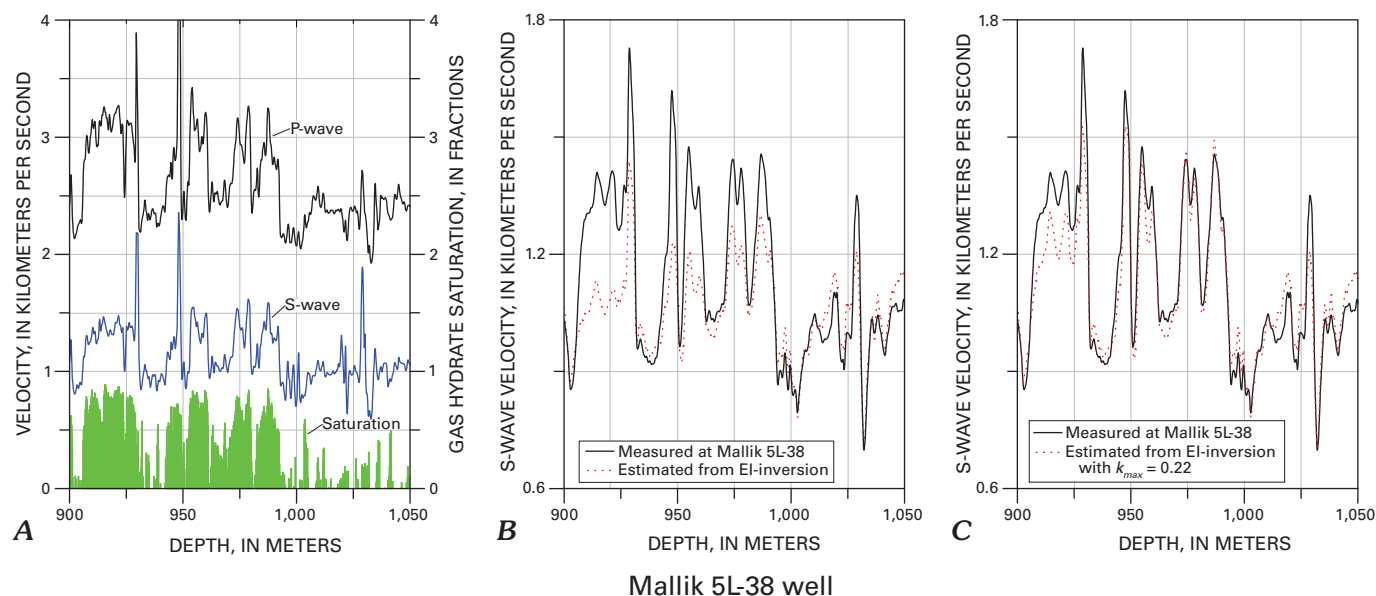 4
3
2
1
0
VELOCITY, IN KILOMETERS PER SECOND
P-wave
S-wave
Saturation
4
3
2
1
0
GAS HYDRATE SATURATION, IN FRACTIONS
900
950
1,000
1,050
A
DEPTH, IN METERS
1.8
1.2
0.6
S-WAVE VELOCITY, IN KILOMETERS PER SECOND
Measured at Mallik 5L-38
Estimated from EI-inversion
900
950
1,000
1,050
B
DEPTH, IN METERS
1.8
1.2
0.6
S-WAVE VELOCITY, IN KILOMETERS PER SECOND
Measured at Mallik 5L-38
Estimated from EI-inversion
with kmax = 0.22
900
950
1,000
1,050
C
DEPTH, IN METERS
Mallik 5L-38 well